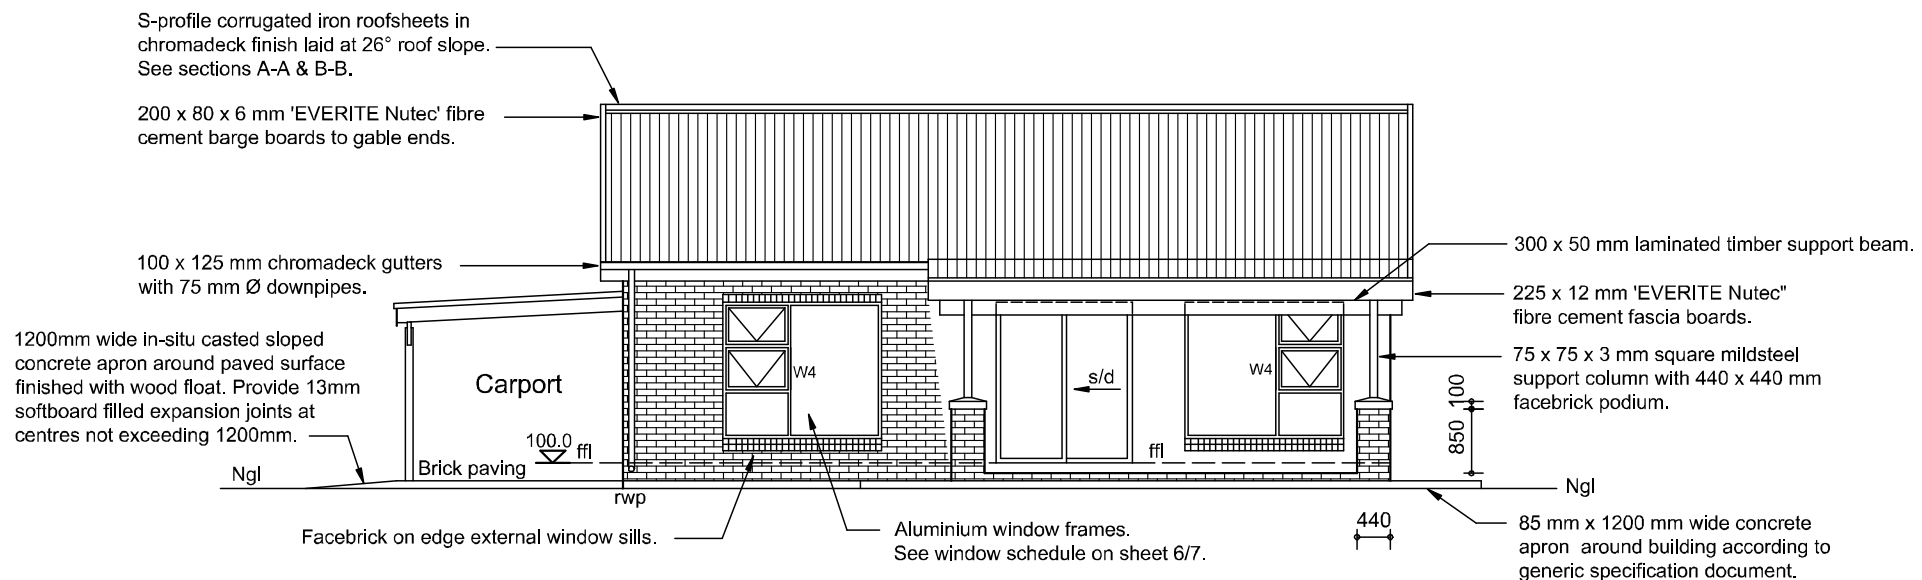 S-profile corrugated iron roofsheets in
chromadeck finish laid at 26° roof slope.
See sections A-A & B-B.
200 x 80 x 6 mm 'EVERITE Nutec' fibre
cement barge boards to gable ends.
100 x 125 mm chromadeck gutters
with 75 mm Ø downpipes.
1200mm wide in-situ casted sloped
concrete apron around paved surface
finished with wood float. Provide 13mm
softboard filled expansion joints at
centres not exceeding 1200mm.
Ngl
Carport
100.0
ffl
Brick paving
rwp
W4
s/d
W4
ffl
Facebrick on edge external window sills.
Aluminium window frames.
See window schedule on sheet 6/7.
300 x 50 mm laminated timber support beam.
225 x 12 mm 'EVERITE Nutec"
fibre cement fascia boards.
75 x 75 x 3 mm square mildsteel
support column with 440 x 440 mm
facebrick podium.
100
850
Ngl
440
85 mm x 1200 mm wide concrete
apron around building according to
generic specification document.